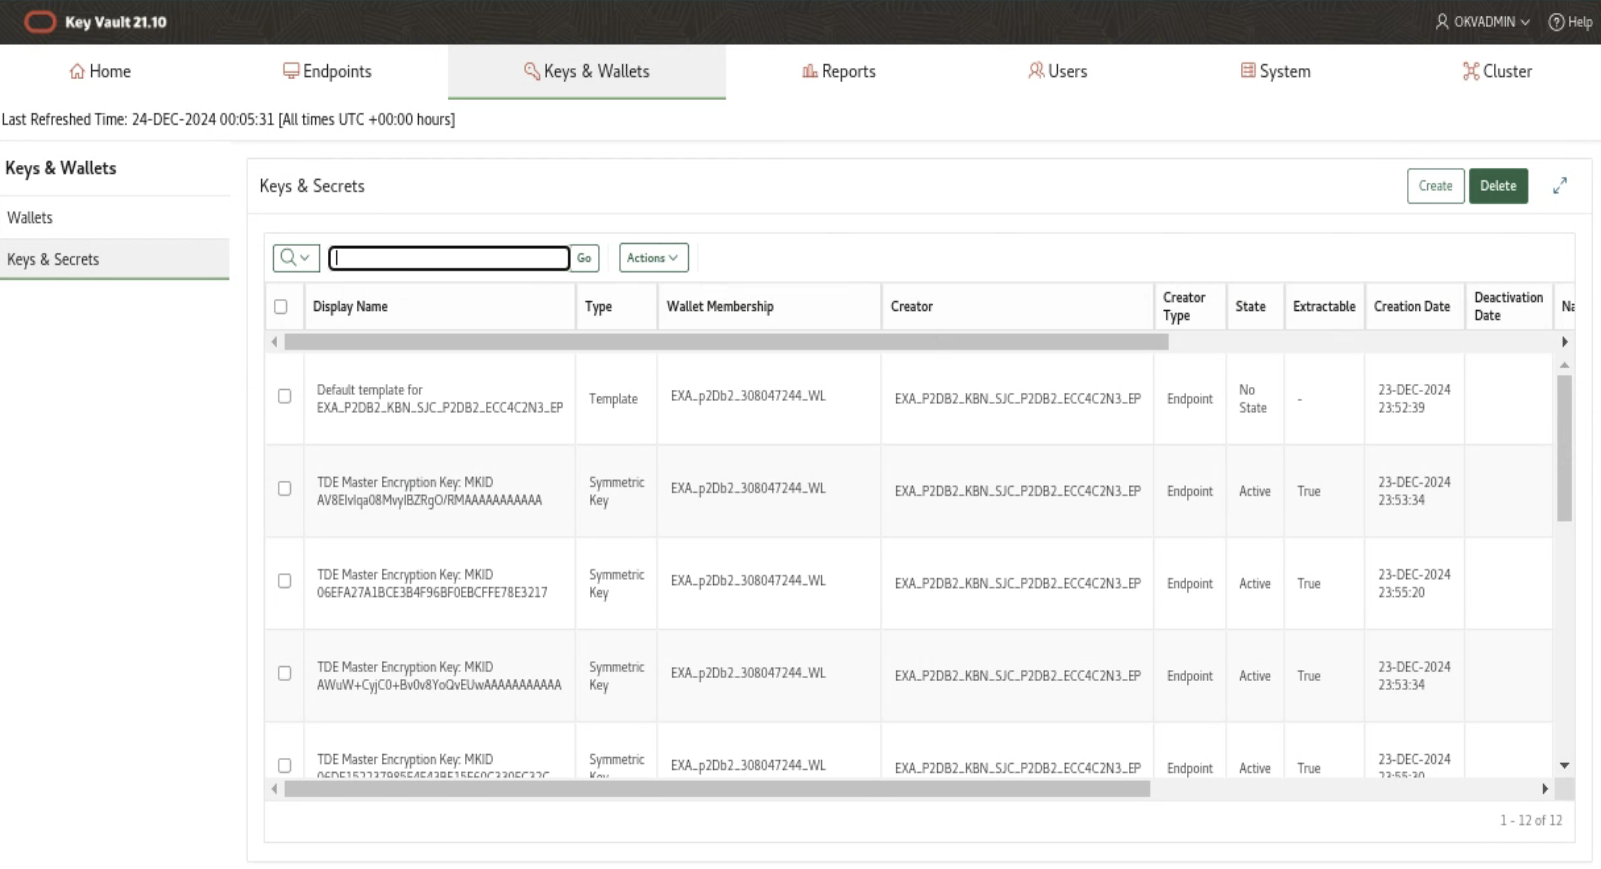 Key Vault 21.10
OKVADMIN
Help
Home
Endpoints
Keys & Wallets
Reports
Users
System
Cluster
Last Refreshed Time: 24-DEC-2024 00:05:31 [All times UTC +00:00 hours]
Keys & Wallets
Wallets
Keys & Secrets
Keys & Secrets
Create
Delete
Go
Actions
Display Name
Type
Wallet Membership
Creator
Creator
Type
State
Extractable
Creation Date
Deactivation
Date
Na
Default template for
EXA_P2DB2_KBN_SJC_P2DB2_ECC4C2N3_EP
Template
EXA_p2Db2_308047244_WL
EXA_P2DB2_KBN_SJC_P2DB2_ECC4C2N3_EP
Endpoint
No
State
-
23-DEC-2024
23:52:39
TDE Master Encryption Key: MKID
AV8EIvlqa08MvylBZRgO/RMAAAAAAAAAAA
Symmetric
Key
EXA_p2Db2_308047244_WL
EXA_P2DB2_KBN_SJC_P2DB2_ECC4C2N3_EP
Endpoint
Active
True
23-DEC-2024
23:53:34
TDE Master Encryption Key: MKID
06EFA27A1BCE3B4F96BF0EBCFFE78E3217
Symmetric
Key
EXA_p2Db2_308047244_WL
EXA_P2DB2_KBN_SJC_P2DB2_ECC4C2N3_EP
Endpoint
Active
True
23-DEC-2024
23:55:20
TDE Master Encryption Key: MKID
AWuW+CyjC0+Bv0v8YoQvEUwAAAAAAAAAAA
Symmetric
Key
EXA_p2Db2_308047244_WL
EXA_P2DB2_KBN_SJC_P2DB2_ECC4C2N3_EP
Endpoint
Active
True
23-DEC-2024
23:53:34
TDE Master Encryption Key: MKID
Symmetric
Key
EXA_p2Db2_308047244_WL
EXA_P2DB2_KBN_SJC_P2DB2_ECC4C2N3_EP
Endpoint
Active
True
23-DEC-2024
23:55:30
1 - 12 of 12